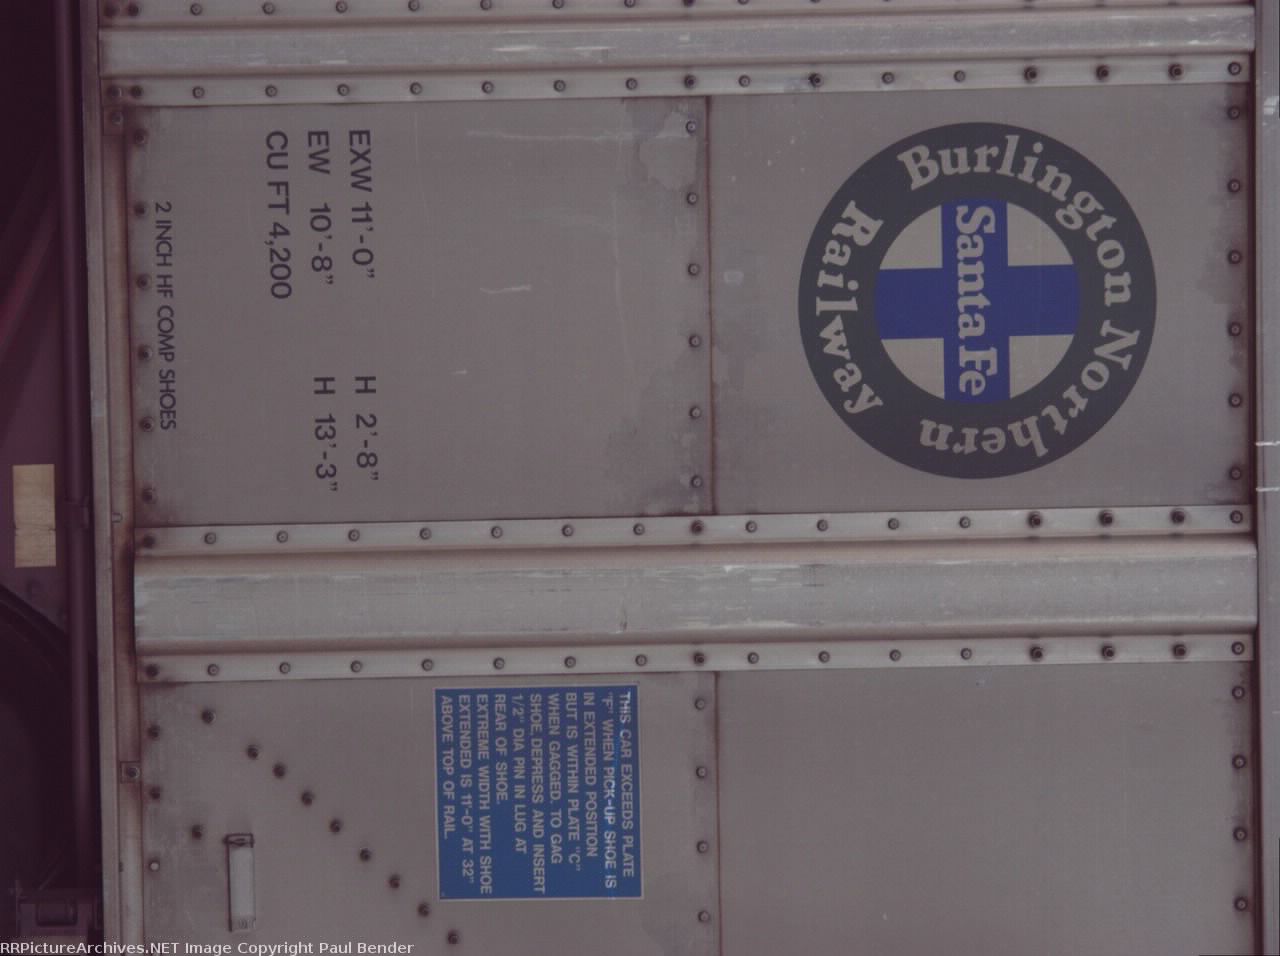 Burlington Northern
Santa Fe
Railway
EXW 11'-0" H 2'-8"
EW 10'-8" H 13'-3"
CU FT 4,200
2 INCH HF COMP SHOES
THIS CAR EXCEEDS PLATE
"F" WHEN PICK-UP SHOE IS
IN EXTENDED POSITION
BUT IS WITHIN PLATE "C"
WHEN GAGGED. TO GAG
SHOE, DEPRESS AND INSERT
1/2" DIA PIN IN LUG AT
REAR OF SHOE.
EXTREME WIDTH WITH SHOE
EXTENDED IS 11'-0" AT 32"
ABOVE TOP OF RAIL.
RRPictureArchives.NET Image Copyright Paul Bender